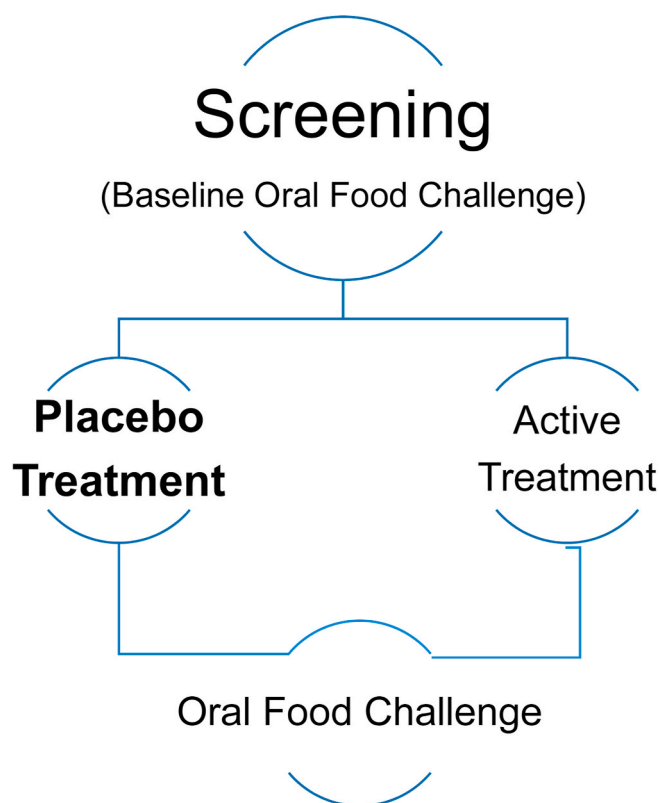 Screening
(Baseline Oral Food Challenge)
Placebo
Treatment
Active
Treatment
Oral Food Challenge